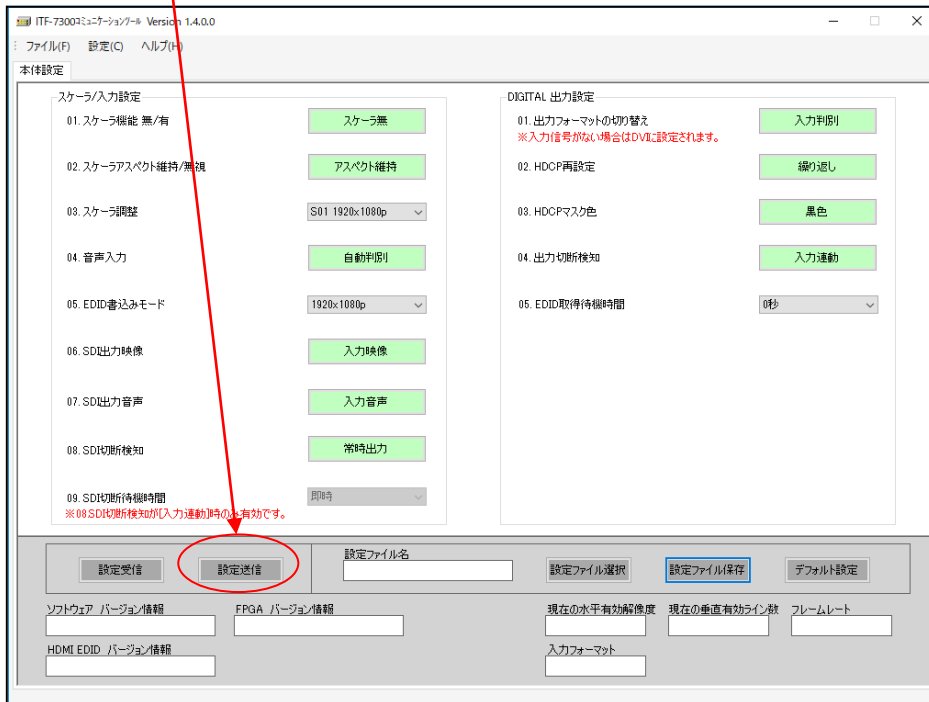 ITF-7300ｺﾐｭﾆｹｰｼｮﾝﾂｰﾙ Version 1.4.0.0
ファイル(F) 設定(C) ヘルプ(H)
本体設定
スケーラ/入力設定
01.スケーラ機能 無/有 スケーラ無
02.スケーラアスペクト維持/無視 アスペクト維持
03.スケーラ調整 S01 1920x1080p
04.音声入力 自動判別
05.EDID書込みモード 1920x1080p
06.SDI出力映像 入力映像
07.SDI出力音声 入力音声
08.SDI切断検知 常時出力
09.SDI切断待機時間 即時
※08.SDI切断検知が[入力連動]時のみ有効です。
DIGITAL 出力設定
01.出力フォーマットの切り替え 入力判別
※入力信号がない場合はDVIに設定されます。
02.HDCP再設定 繰り返し
03.HDCPマスク色 黒色
04.出力切断検知 入力連動
05.EDID取得待機時間 0秒
設定ファイル名
設定受信 設定送信 設定ファイル選択 設定ファイル保存 デフォルト設定
ソフトウェア バージョン情報 FPGA バージョン情報 現在の水平有効解像度 現在の垂直有効ライン数 フレームレート
HDMI EDID バージョン情報 入力フォーマット